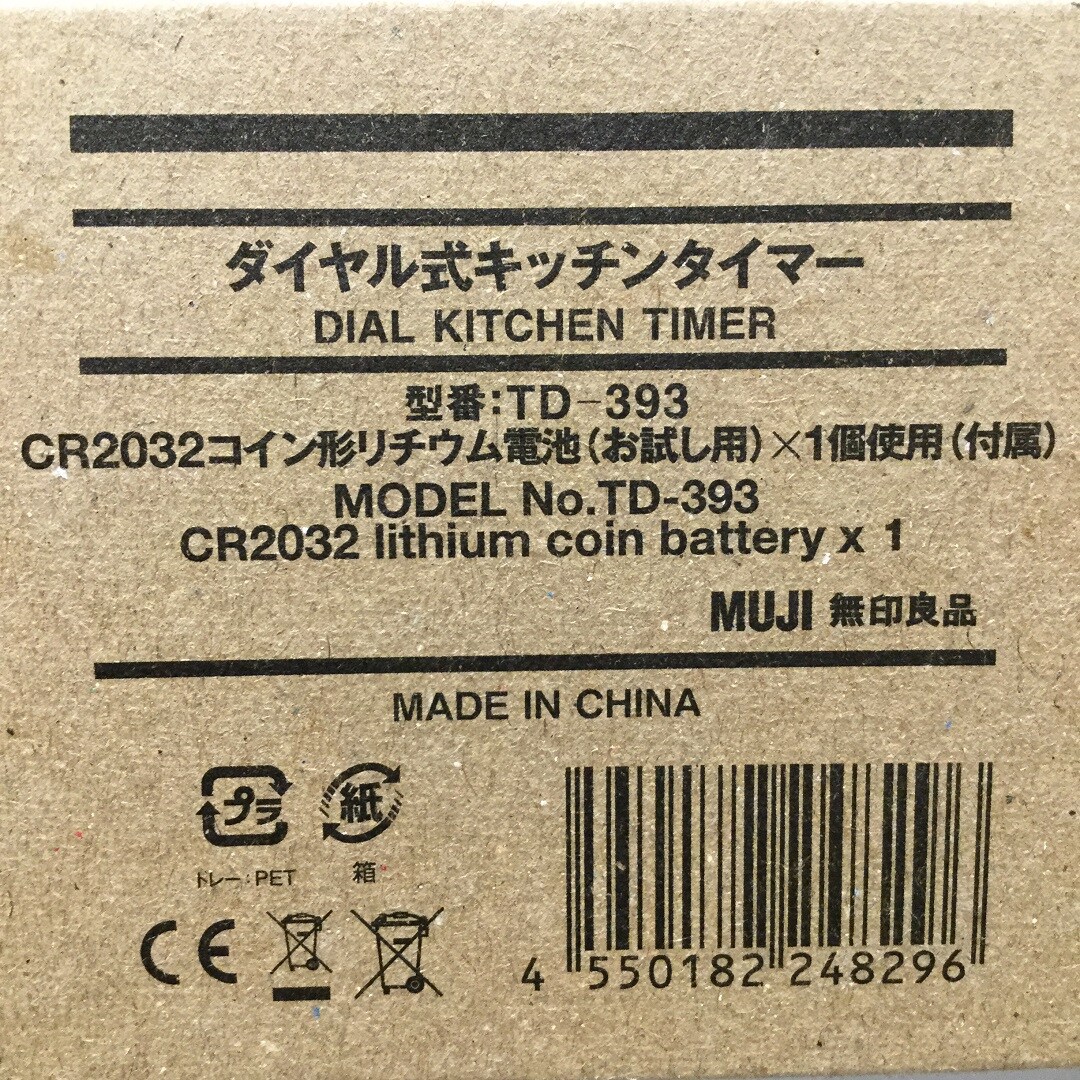 ダイヤル式キッチンタイマー
DIAL KITCHEN TIMER
型番:TD-393
CR2032コイン形リチウム電池(お試し用)×1個使用(付属)
MODEL No.TD-393
CR2032 lithium coin battery x 1
MUJI 無印良品
MADE IN CHINA
プラ 紙
トレー:PET 箱
CE
4 550182 248296